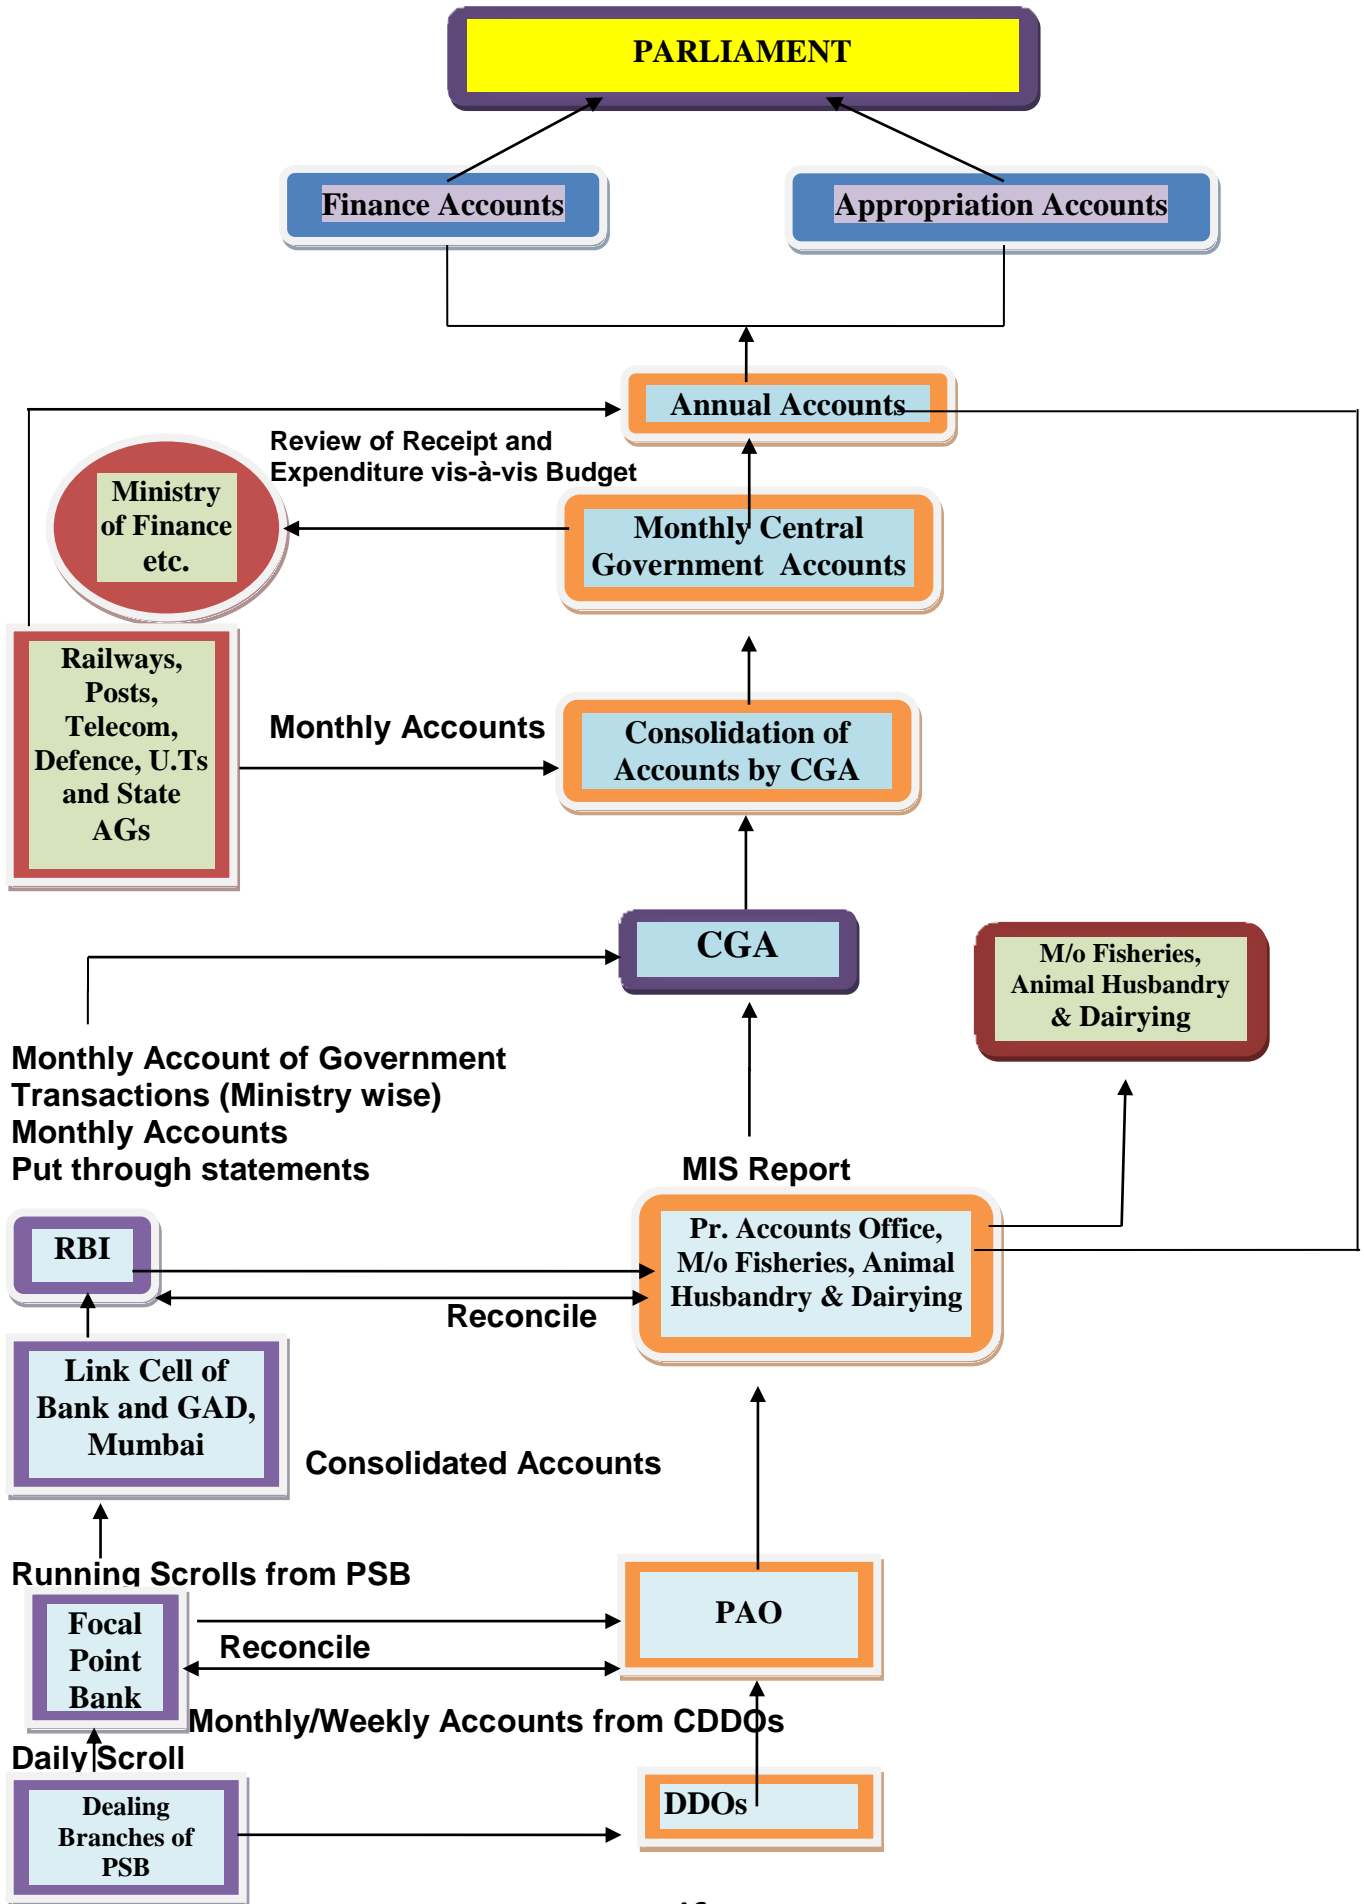 PARLIAMENT
Finance Accounts
Appropriation Accounts
Annual Accounts
Review of Receipt and
Expenditure vis-à-vis Budget
Ministry
of Finance
etc.
Monthly Central
Government Accounts
Railways,
Posts,
Telecom,
Defence, U.Ts
and State
AGs
Monthly Accounts
Consolidation of
Accounts by CGA
CGA
M/o Fisheries,
Animal Husbandry
& Dairying
Monthly Account of Government
Transactions (Ministry wise)
Monthly Accounts
Put through statements
MIS Report
RBI
Pr. Accounts Office,
M/o Fisheries, Animal
Husbandry & Dairying
Reconcile
Link Cell of
Bank and GAD,
Mumbai
Consolidated Accounts
Running Scrolls from PSB
Focal
Point
Bank
PAO
Reconcile
Monthly/Weekly Accounts from CDDOs
Daily Scroll
Dealing
Branches of
PSB
DDOs